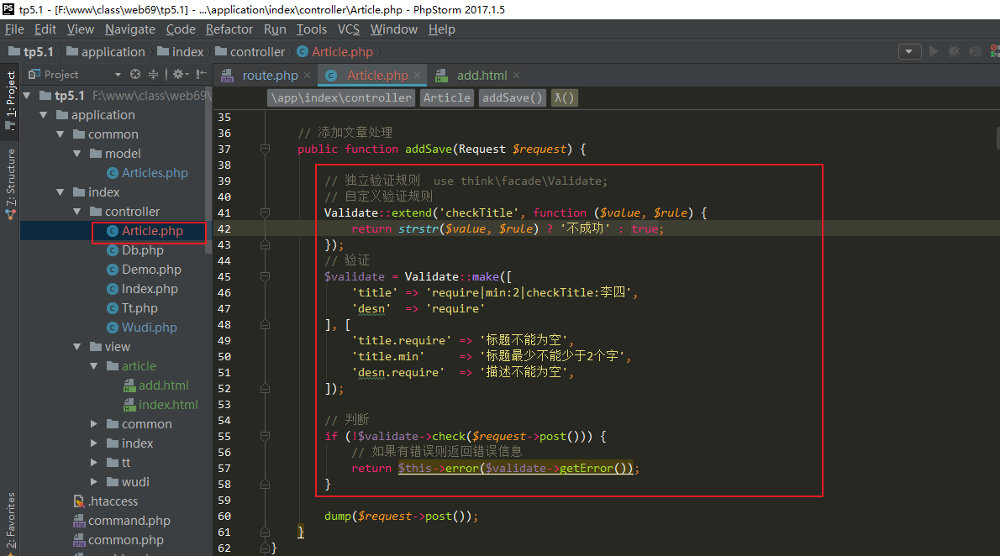 PS tp5.1 - [F:\www\class\web69\tp5.1] - ...\application\index\controller\Article.php - PhpStorm 2017.1.5
File Edit View Navigate Code Refactor Run Tools VCS Window Help
tp5.1 application index controller Article.php
Project
route.php × Article.php × add.html ×
1: Project
7: Structure
2: Favorites
tp5.1 F:\www\class\web69\
application
common
model
Articles.php
index
controller
Article.php
Db.php
Demo.php
Index.php
Tt.php
Wudi.php
view
article
add.html
index.html
common
index
tt
wudi
.htaccess
command.php
common.php
\app\index\controller Article addSave() λ()
35
36 // 添加文章处理
37 public function addSave(Request $request) {
38
39 // 独立验证规则 use think\facade\Validate;
40 // 自定义验证规则
41 Validate::extend('checkTitle', function ($value, $rule) {
42 return strstr($value, $rule) ? '不成功' : true;
43 });
44 // 验证
45 $validate = Validate::make([
46 'title' => 'require|min:2|checkTitle:李四',
47 'desn' => 'require'
48 ], [
49 'title.require' => '标题不能为空',
50 'title.min' => '标题最少不能少于2个字',
51 'desn.require' => '描述不能为空',
52 ]);
53
54 // 判断
55 if (!$validate->check($request->post())) {
56 // 如果有错误则返回错误信息
57 return $this->error($validate->getError());
58 }
59
60 dump($request->post());
61 }
62 }